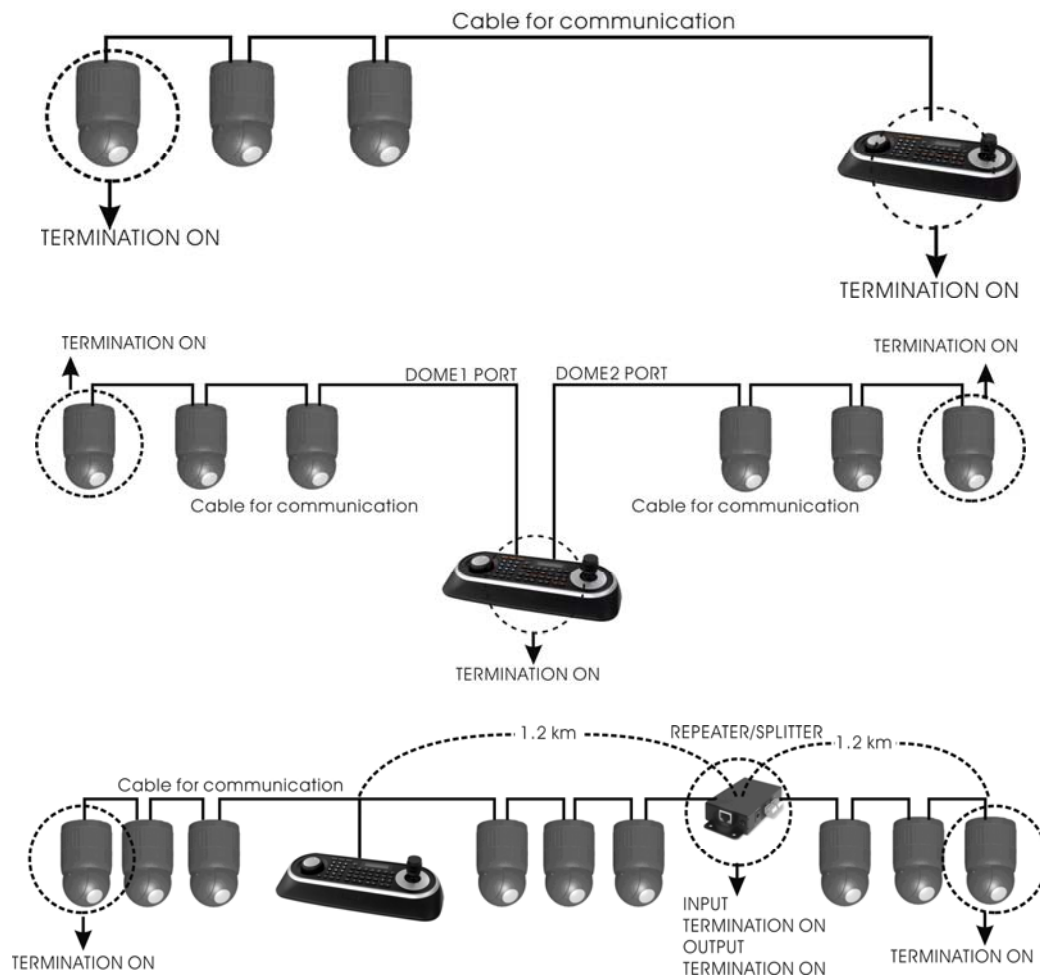 Cable for communication
TERMINATION ON
TERMINATION ON
TERMINATION ON
TERMINATION ON
DOME1 PORT
DOME2 PORT
Cable for communication
Cable for communication
TERMINATION ON
1.2 km
REPEATER/SPLITTER
1.2 km
Cable for communication
INPUT
TERMINATION ON
OUTPUT
TERMINATION ON
TERMINATION ON
TERMINATION ON